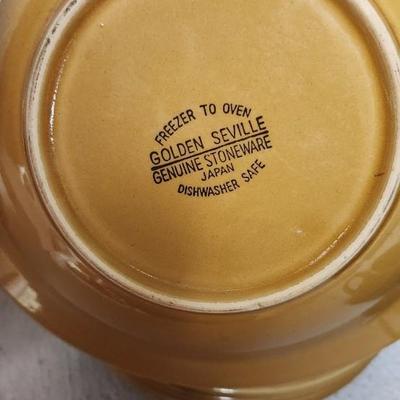 FREEZER TO OVEN
GOLDEN SEVILLE
GENUINE STONEWARE
JAPAN
DISHWASHER SAFE